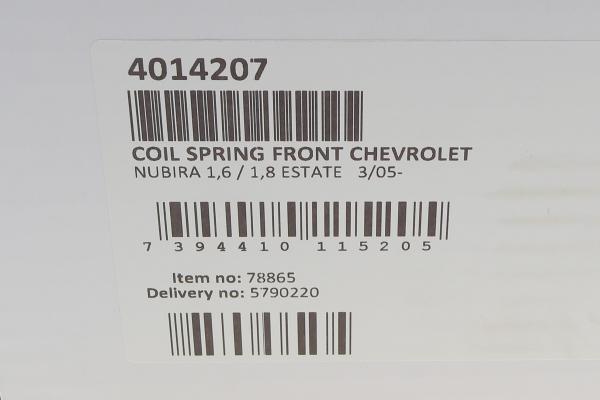 4014207
COIL SPRING FRONT CHEVROLET
NUBIRA 1,6 / 1,8 ESTATE 3/05-
7 394410 115205
Item no: 78865
Delivery no: 5790220